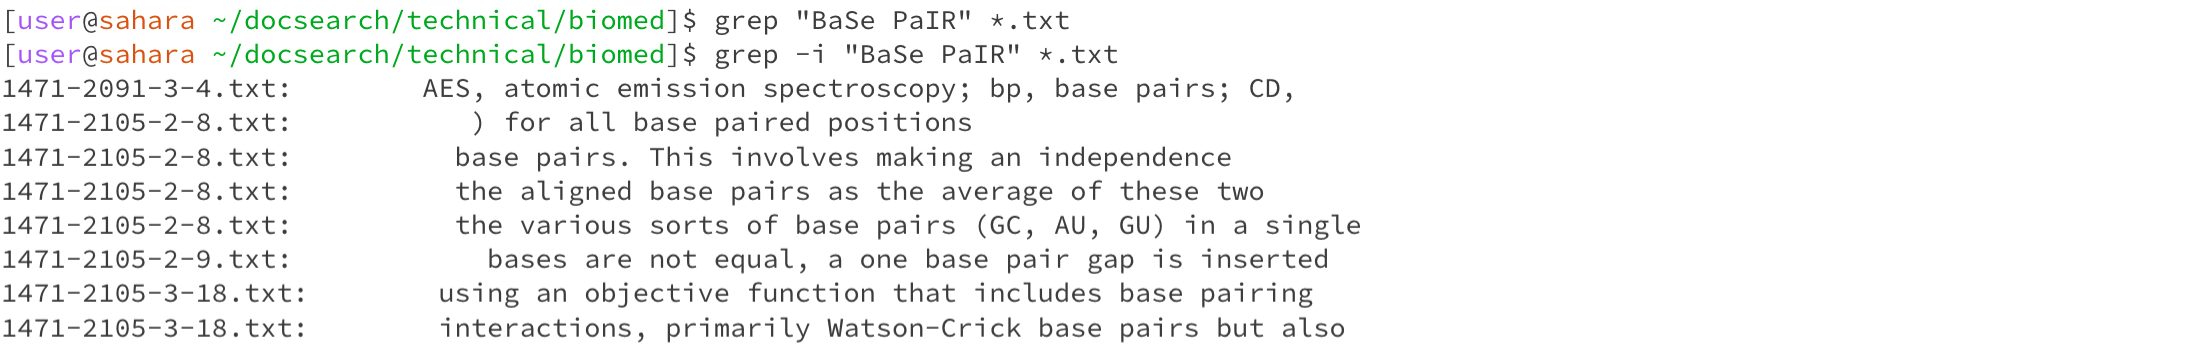 [user@sahara ~/docsearch/technical/biomed]$ grep "BaSe PaIR" *.txt
[user@sahara ~/docsearch/technical/biomed]$ grep -i "BaSe PaIR" *.txt
1471-2091-3-4.txt:        AES, atomic emission spectroscopy; bp, base pairs; CD,
1471-2105-2-8.txt:           ) for all base paired positions
1471-2105-2-8.txt:          base pairs. This involves making an independence
1471-2105-2-8.txt:          the aligned base pairs as the average of these two
1471-2105-2-8.txt:          the various sorts of base pairs (GC, AU, GU) in a single
1471-2105-2-9.txt:            bases are not equal, a one base pair gap is inserted
1471-2105-3-18.txt:        using an objective function that includes base pairing
1471-2105-3-18.txt:        interactions, primarily Watson-Crick base pairs but also